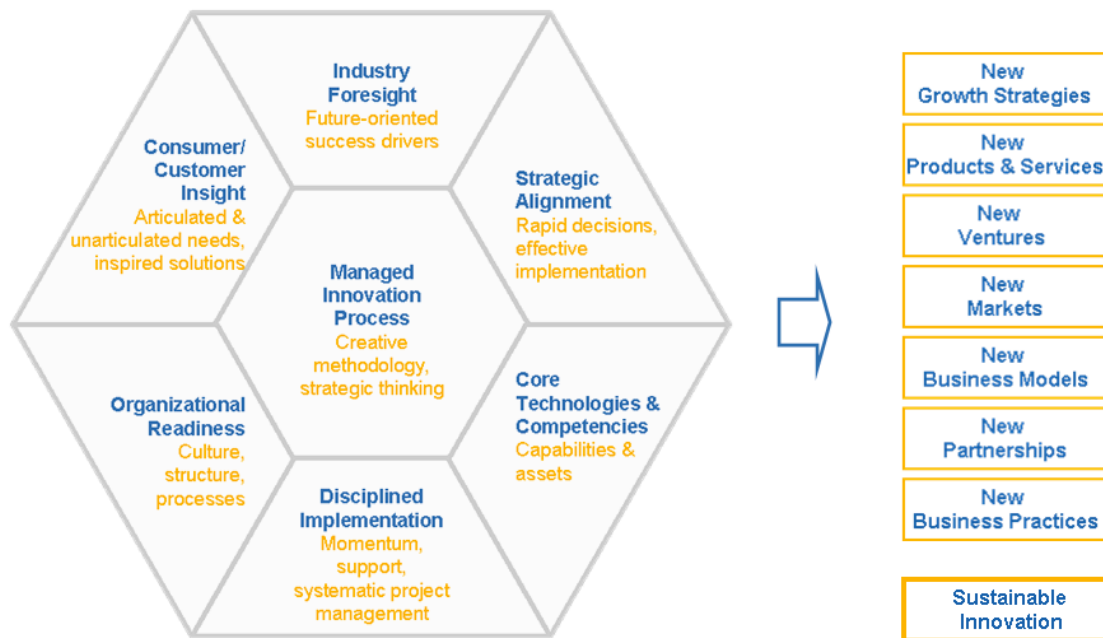 Industry
Foresight
Future-oriented
success drivers
Consumer/
Customer
Insight
Articulated &
unarticulated needs,
inspired solutions
Strategic
Alignment
Rapid decisions,
effective
implementation
Managed
Innovation
Process
Creative
methodology,
strategic thinking
Organizational
Readiness
Culture,
structure,
processes
Core
Technologies &
Competencies
Capabilities &
assets
Disciplined
Implementation
Momentum,
support,
systematic project
management
New
Growth Strategies
New
Products & Services
New
Ventures
New
Markets
New
Business Models
New
Partnerships
New
Business Practices
Sustainable
Innovation